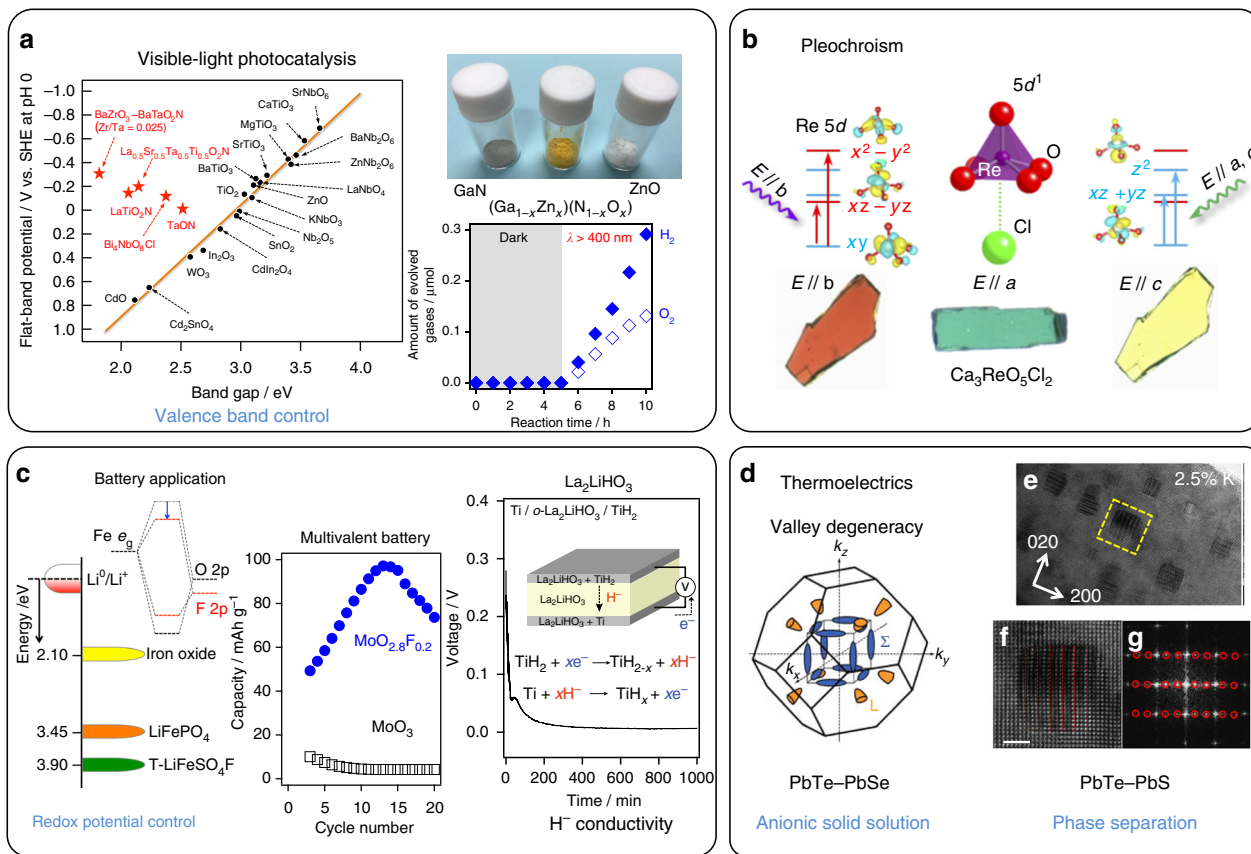 a
Visible-light photocatalysis
Flat-band potential / V vs. SHE at pH 0
−1.0
−0.8
−0.6
−0.4
−0.2
0
0.2
0.4
0.6
0.8
1.0
BaZrO3−BaTaO2N
(Zr/Ta = 0.025)
La0.5Sr0.5Ta0.5Ti0.5O2N
LaTiO2N
Bi4NbO8Cl
TaON
SrNbO6
CaTiO3
MgTiO3
SrTiO3
BaTiO3
TiO2
BaNb2O6
ZnNb2O6
LaNbO4
ZnO
KNbO3
Nb2O5
SnO2
CdIn2O4
In2O3
WO3
CdO
Cd2SnO4
2.0 2.5 3.0 3.5 4.0
Band gap / eV
Valence band control
GaN
ZnO
(Ga1−xZnx)(N1−xOx)
Dark
λ > 400 nm
H2
O2
Amount of evolved
gases / μmol
0.3
0.2
0.1
0.0
0 2 4 6 8 10
Reaction time / h
b
Pleochroism
5d1
Re 5d
x2 − y2
xz − yz
xy
E // b
O
Re
Cl
z2
xz +yz
E // a, c
E // b
E // a
E // c
Ca3ReO5Cl2
c
Battery application
Fe eg
Li0/Li+
O 2p
F 2p
Energy /eV
2.10
Iron oxide
3.45
LiFePO4
3.90
T-LiFeSO4F
Redox potential control
Multivalent battery
Capacity / mAh g−1
100
80
60
40
20
0
MoO2.8F0.2
MoO3
0 5 10 15 20
Cycle number
La2LiHO3
Ti / o-La2LiHO3 / TiH2
Voltage / V
0.4
0.3
0.2
0.1
0.0
La2LiHO3 + TiH2
La2LiHO3
H−
La2LiHO3 + Ti
V
e−
TiH2 + xe− → TiH2-x + xH−
Ti + xH− → TiHx + xe−
0 200 400 600 800 1000
Time / min
H− conductivity
d
Thermoelectrics
Valley degeneracy
kz
ky
kx
Σ
L
PbTe–PbSe
Anionic solid solution
e
2.5% K
020
200
f
g
PbTe–PbS
Phase separation